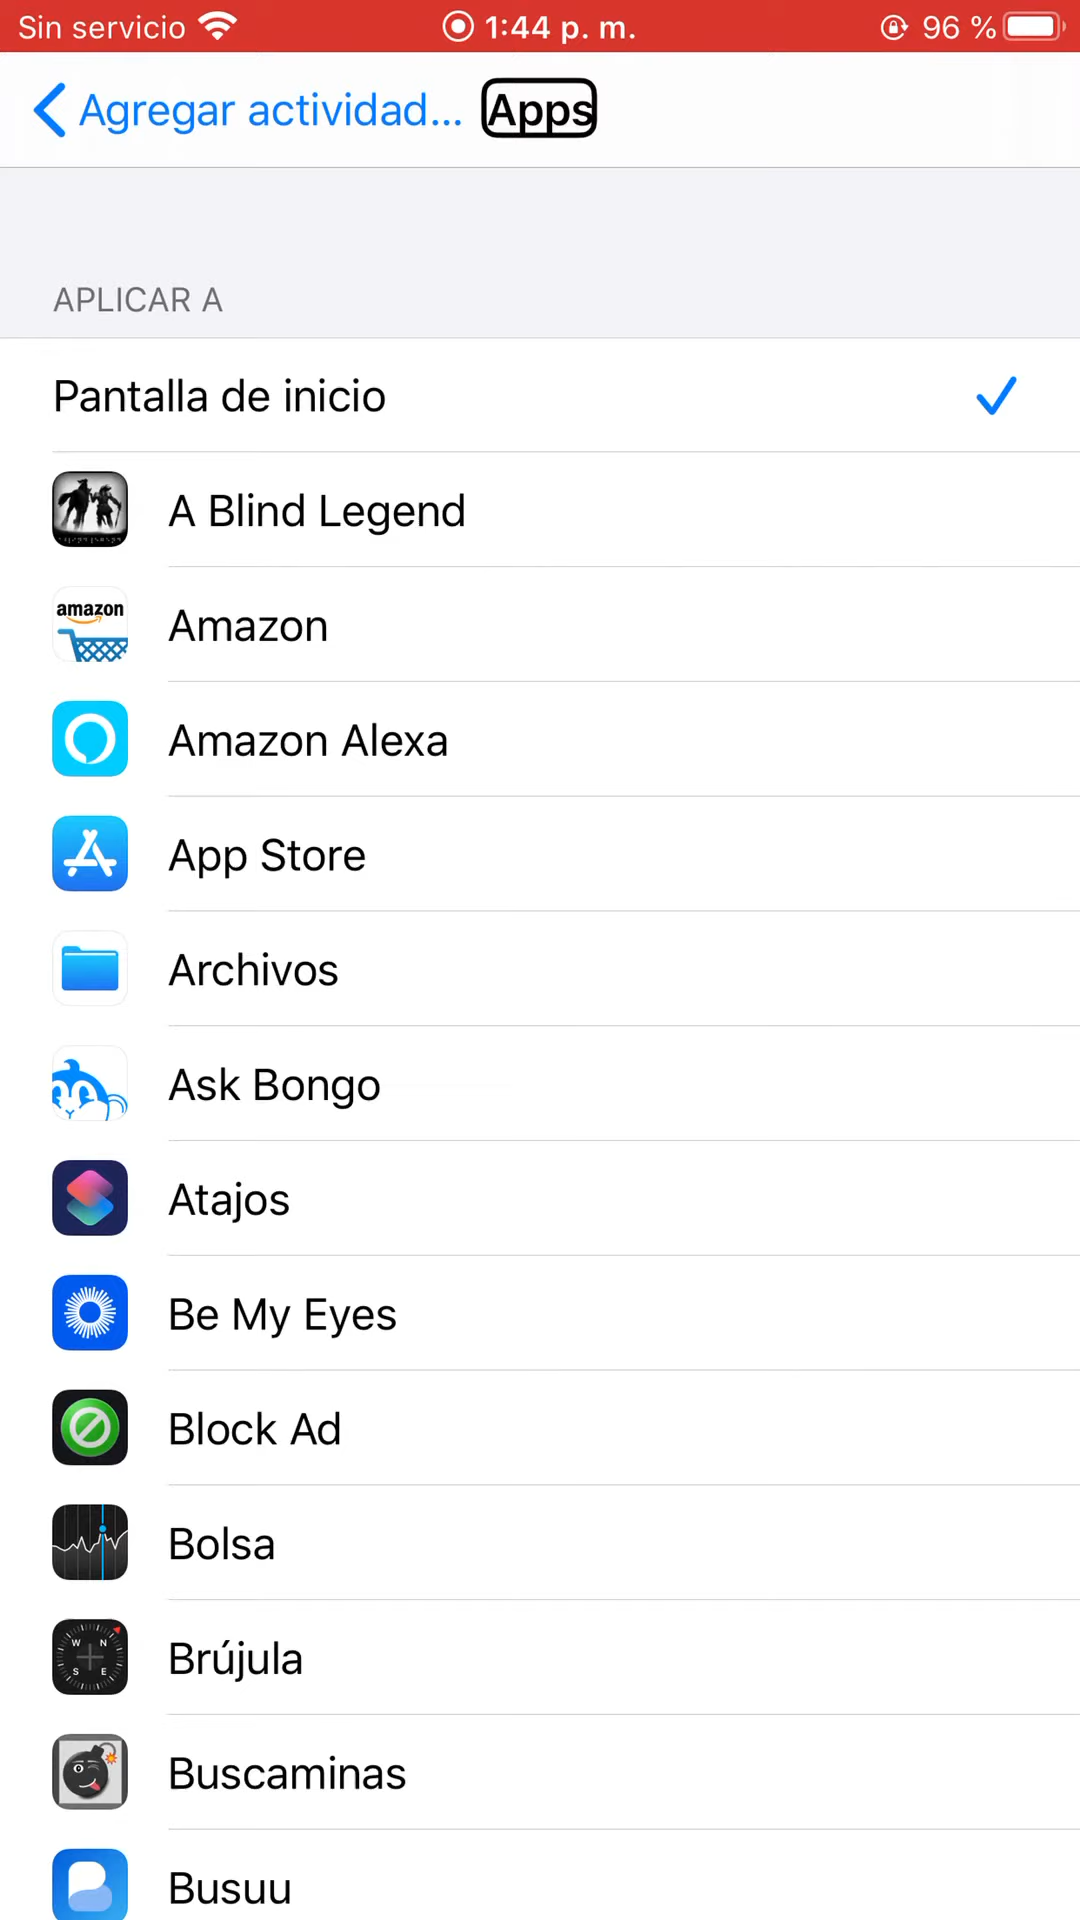 Sin servicio 1:44 p. m. 96 %
Agregar actividad... Apps
APLICAR A
Pantalla de inicio
A Blind Legend
amazon
Amazon
Amazon Alexa
App Store
Archivos
Ask Bongo
Atajos
Be My Eyes
Block Ad
Bolsa
W N
S E
Brújula
Buscaminas
Busuu